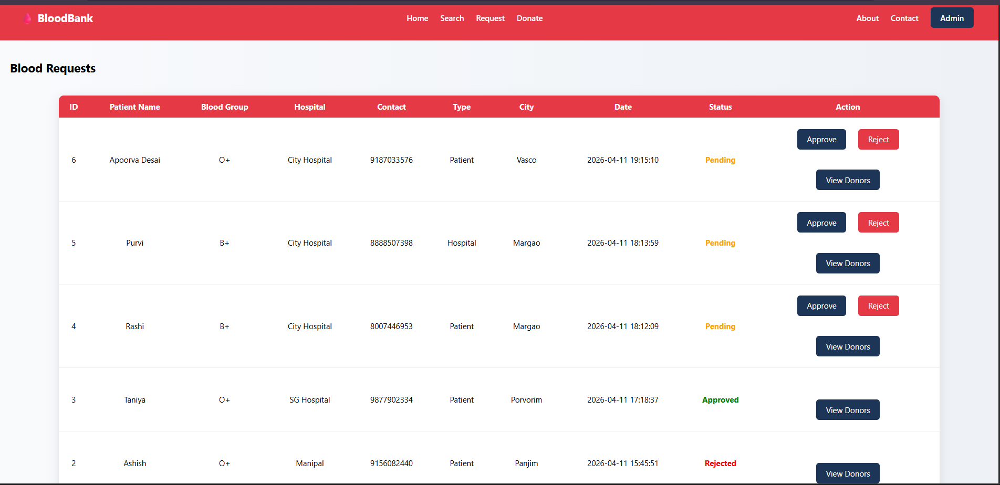 BloodBank Home Search Request Donate About Contact Admin
Blood Requests
ID Patient Name Blood Group Hospital Contact Type City Date Status Action
Approve Reject
6 Apoorva Desai O+ City Hospital 9187033576 Patient Vasco 2026-04-11 19:15:10 Pending
View Donors
Approve Reject
5 Purvi B+ City Hospital 8888507398 Hospital Margao 2026-04-11 18:13:59 Pending
View Donors
Approve Reject
4 Rashi B+ City Hospital 8007446953 Patient Margao 2026-04-11 18:12:09 Pending
View Donors
3 Taniya O+ SG Hospital 9877902334 Patient Porvorim 2026-04-11 17:18:37 Approved
View Donors
2 Ashish O+ Manipal 9156082440 Patient Panjim 2026-04-11 15:45:51 Rejected
View Donors